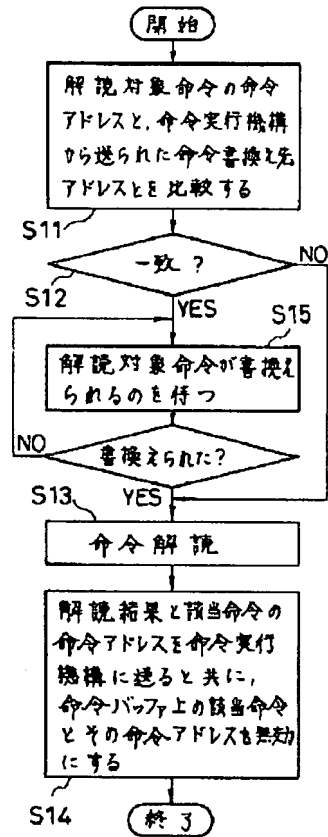 開始
解読対象命令の命令
アドレスと,命令実行機構
から送られた命令書換え先
アドレスとを比較する
S11
一致?
NO
S12
YES
S15
解読対象命令が書換え
られるのを待つ
NO
書換えられた?
S13
YES
命令解読
解読結果と該当命令の
命令アドレスを命令実行
機構に送ると共に,
命令バッファ上の該当命令
とその命令アドレスを無効
にする
S14
終了